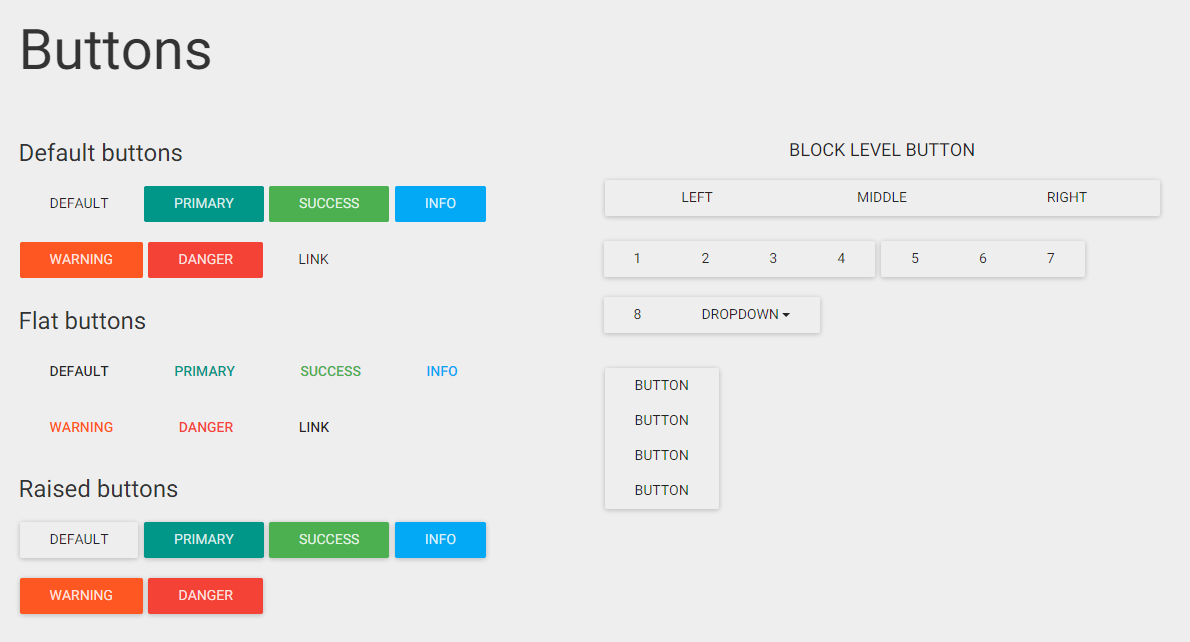 Buttons
Default buttons
DEFAULT PRIMARY SUCCESS INFO
WARNING DANGER LINK
Flat buttons
DEFAULT PRIMARY SUCCESS INFO
WARNING DANGER LINK
Raised buttons
DEFAULT PRIMARY SUCCESS INFO
WARNING DANGER
BLOCK LEVEL BUTTON
LEFT MIDDLE RIGHT
1 2 3 4 5 6 7
8 DROPDOWN
BUTTON
BUTTON
BUTTON
BUTTON